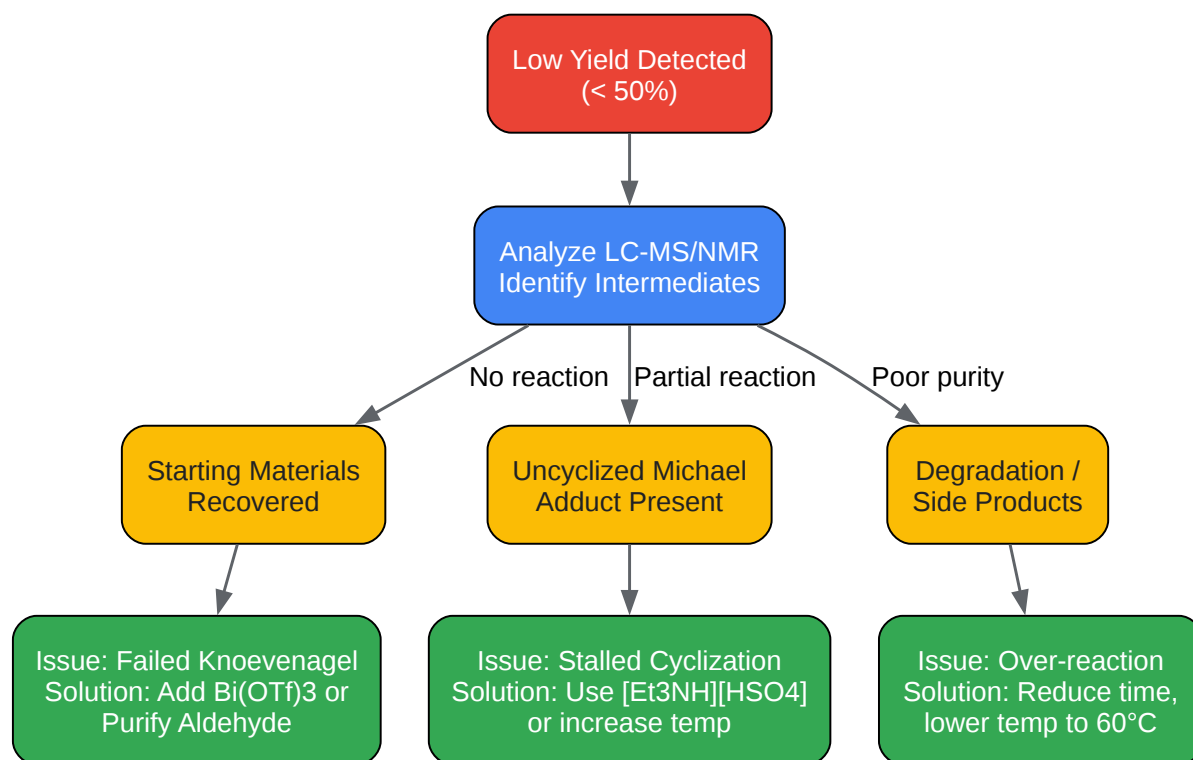 Low Yield Detected
(< 50%)
Analyze LC-MS/NMR
Identify Intermediates
No reaction
Partial reaction
Poor purity
Starting Materials
Recovered
Uncyclized Michael
Adduct Present
Degradation /
Side Products
Issue: Failed Knoevenagel
Solution: Add Bi(OTf)3 or
Purify Aldehyde
Issue: Stalled Cyclization
Solution: Use [Et3NH][HSO4]
or increase temp
Issue: Over-reaction
Solution: Reduce time,
lower temp to 60°C